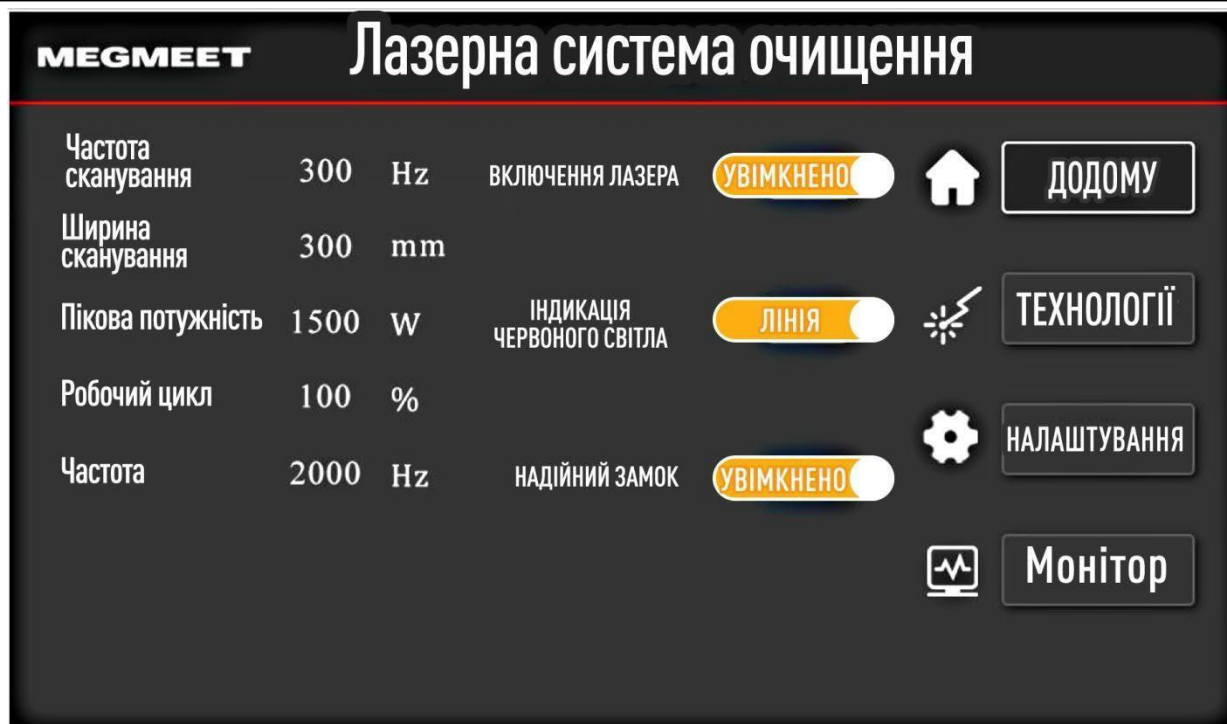 MEGMEET
Лазерна система очищення
Частота
сканування
300 Hz
ВКЛЮЧЕННЯ ЛАЗЕРА
УВІМКНЕНО
ДОДОМУ
Ширина
сканування
300 mm
Пікова потужність
1500 W
ІНДИКАЦІЯ
ЧЕРВОНОГО СВІТЛА
ЛІНІЯ
ТЕХНОЛОГІЇ
Робочий цикл
100 %
НАЛАШТУВАННЯ
Частота
2000 Hz
НАДІЙНИЙ ЗАМОК
УВІМКНЕНО
Монітор